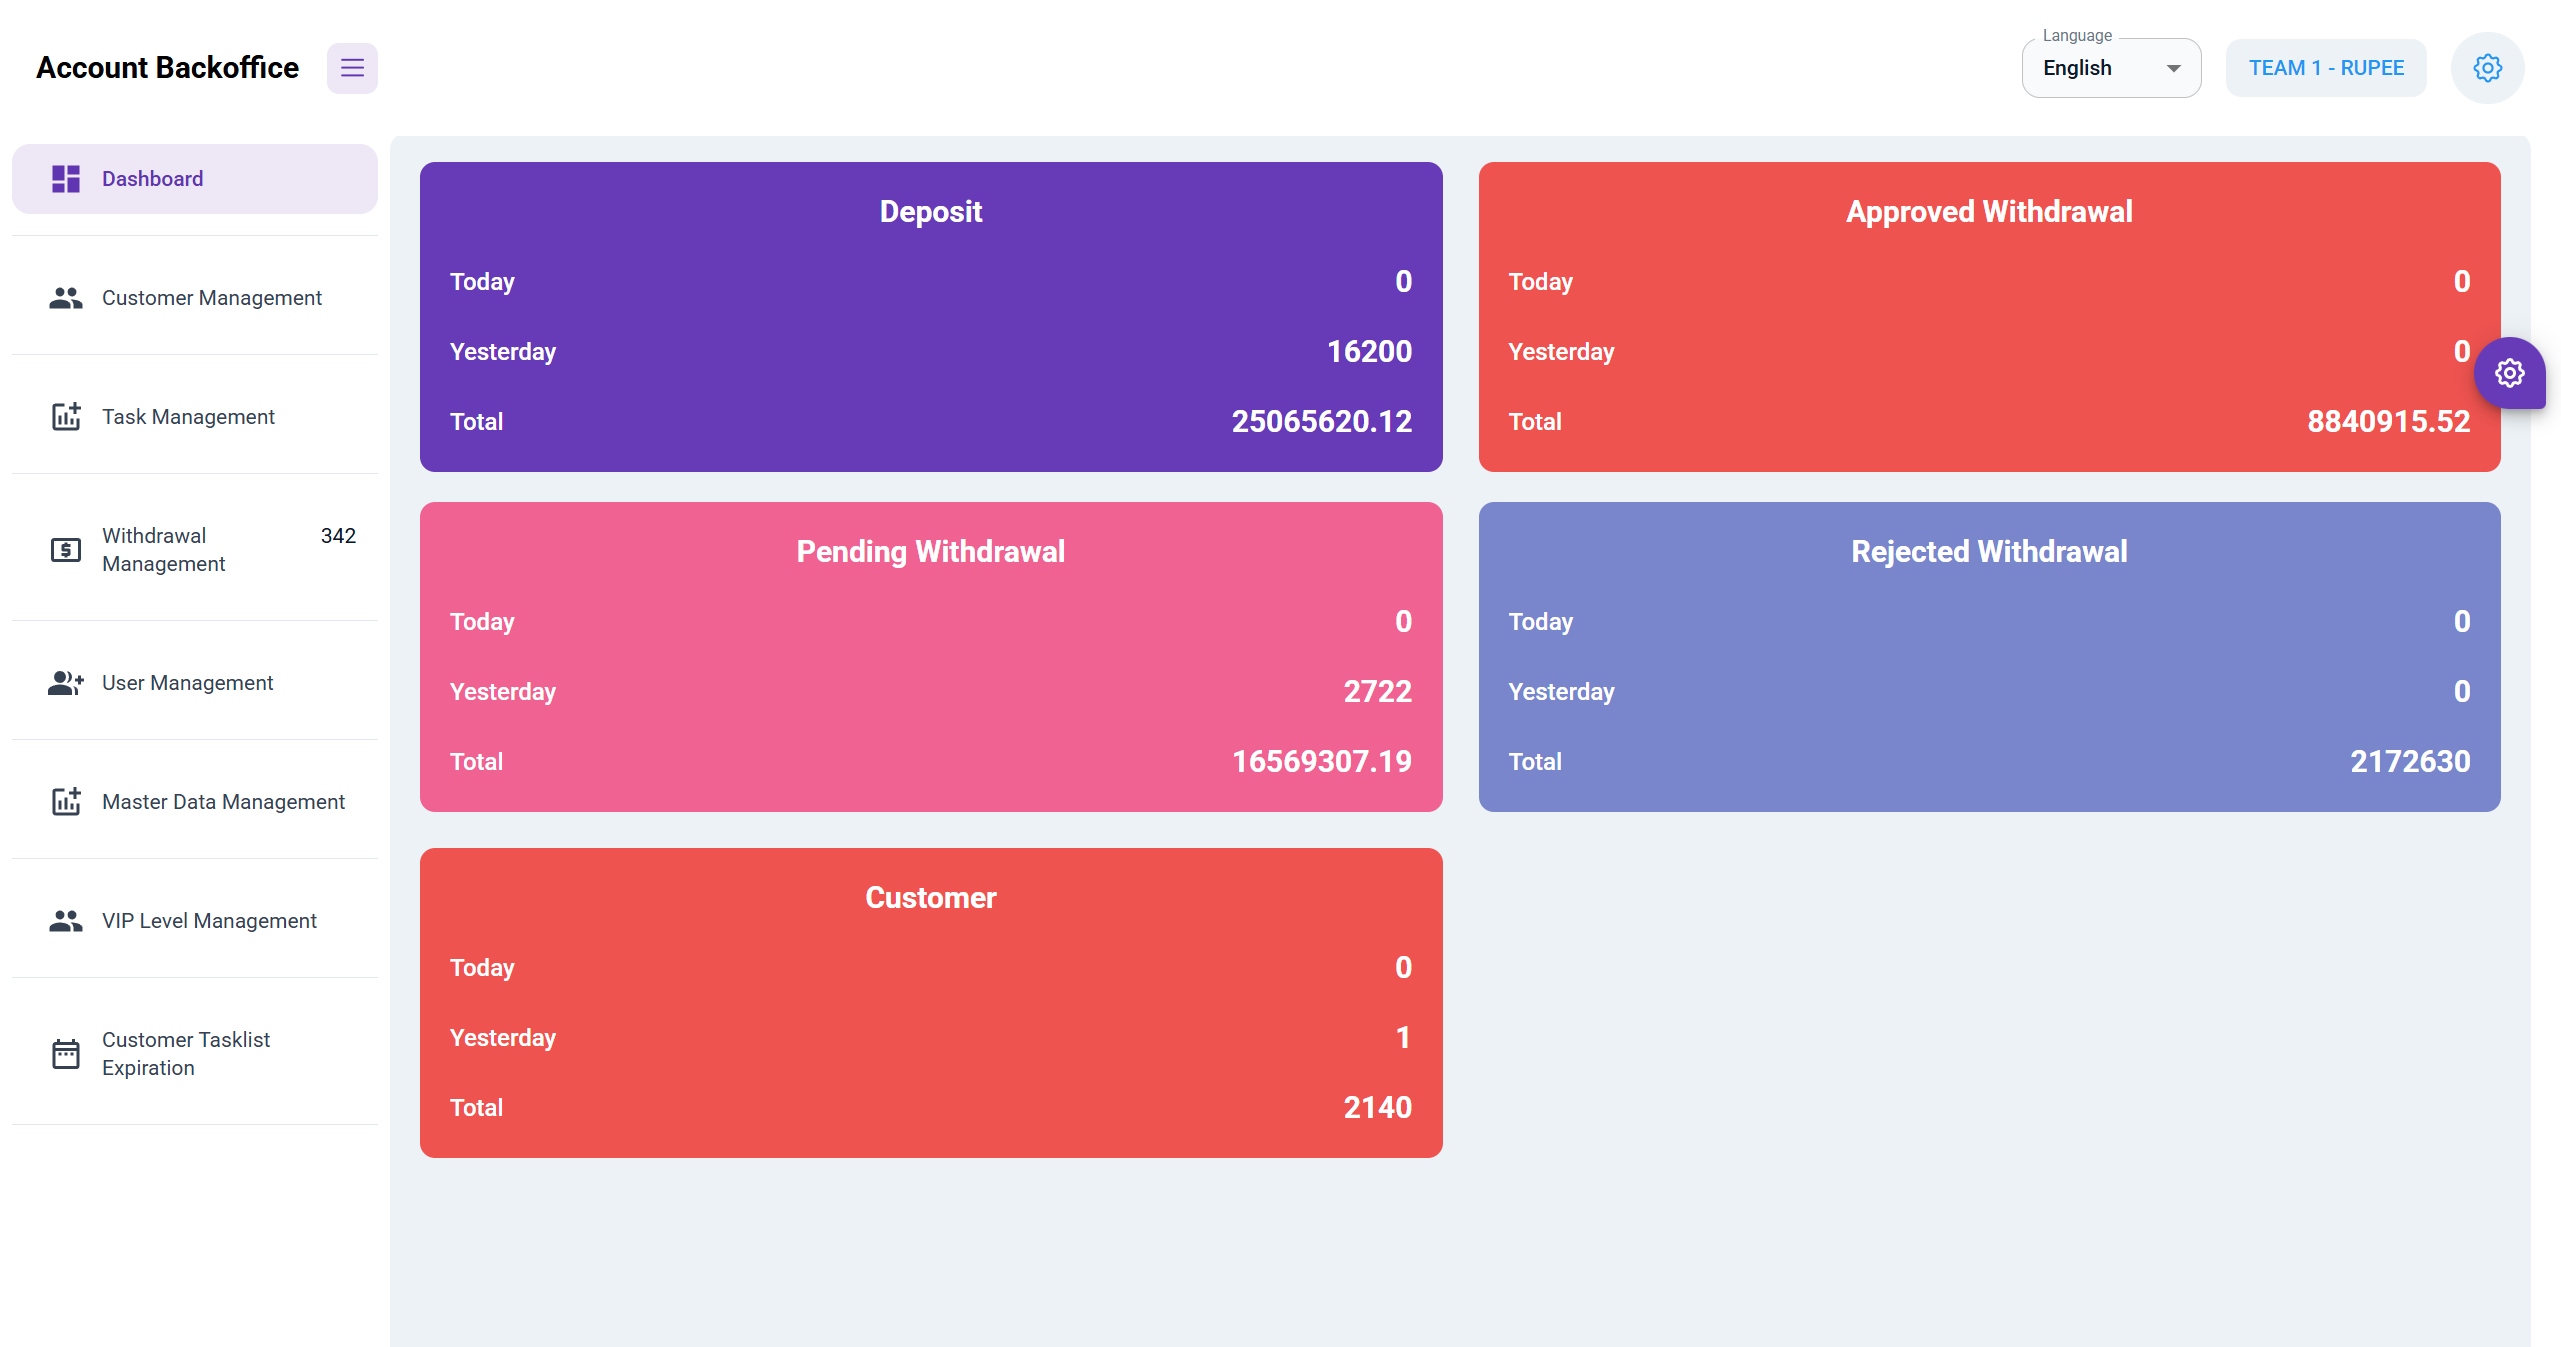 Account Backoffice
Language
English
TEAM 1 - RUPEE
Dashboard
Customer Management
Task Management
Withdrawal
Management
342
User Management
Master Data Management
VIP Level Management
Customer Tasklist
Expiration
Deposit
Today 0
Yesterday 16200
Total 25065620.12
Approved Withdrawal
Today 0
Yesterday 0
Total 8840915.52
Pending Withdrawal
Today 0
Yesterday 2722
Total 16569307.19
Rejected Withdrawal
Today 0
Yesterday 0
Total 2172630
Customer
Today 0
Yesterday 1
Total 2140